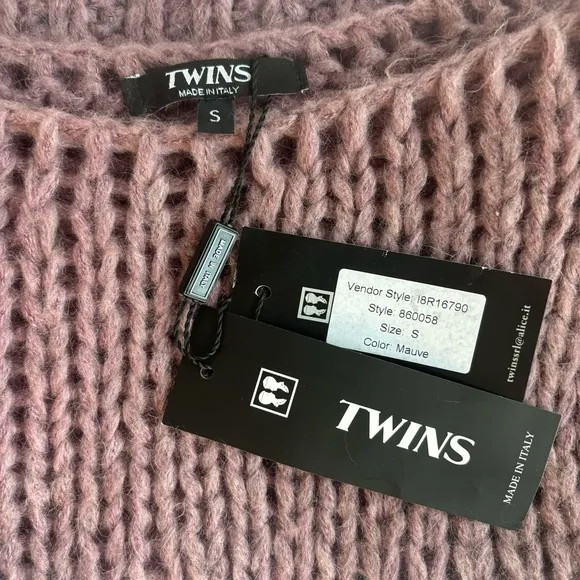 TWINS
MADE IN ITALY
S
Vendor Style: I8R16790
Style: 860058
Size: S
Color: Mauve
twinssrl@alice.it
TWINS
MADE IN ITALY